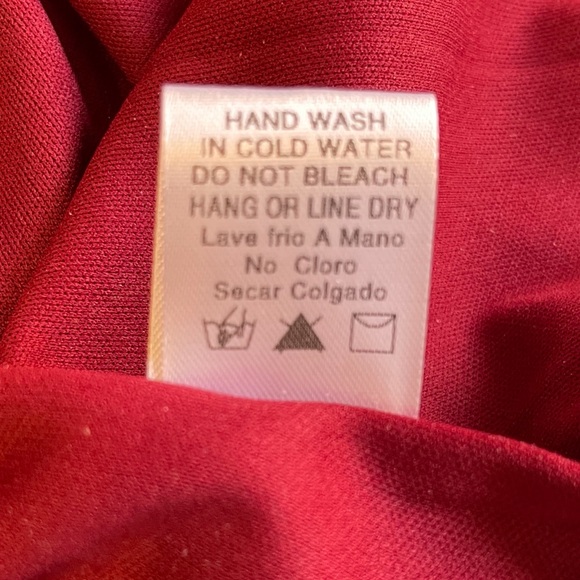 HAND WASH
IN COLD WATER
DO NOT BLEACH
HANG OR LINE DRY
Lave frio A Mano
No Cloro
Secar Colgado